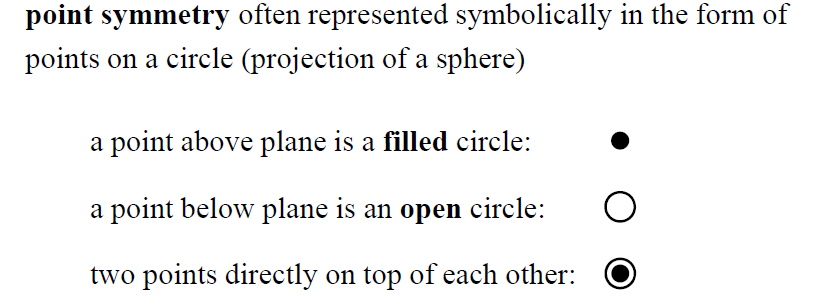 point symmetry often represented symbolically in the form of
points on a circle (projection of a sphere)
a point above plane is a filled circle:
a point below plane is an open circle:
two points directly on top of each other: